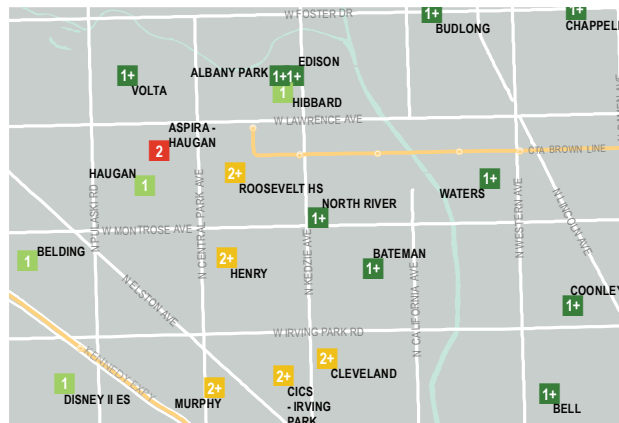 W FOSTER DR
1+
BUDLONG
1+
CHAPPELL
1+
VOLTA
ALBANY PARK
1+
1+
EDISON
1
HIBBARD
W LAWRENCE AVE
ASPIRA -
HAUGAN
2
CTA BROWN LINE
HAUGAN
1
2+
ROOSEVELT HS
WATERS
1+
N PULASKI RD
N CENTRAL PARK AVE
N KEDZIE AVE
N CALIFORNIA AVE
N WESTERN AVE
N LINCOLN AVE
NORTH RIVER
1+
W MONTROSE AVE
BELDING
1
2+
HENRY
BATEMAN
1+
N ELSTON AVE
COONLEY
1+
W IRVING PARK RD
KENNEDY EXPY
1
DISNEY II ES
2+
MURPHY
2+
CICS
- IRVING
PARK
2+
CLEVELAND
1+
BELL